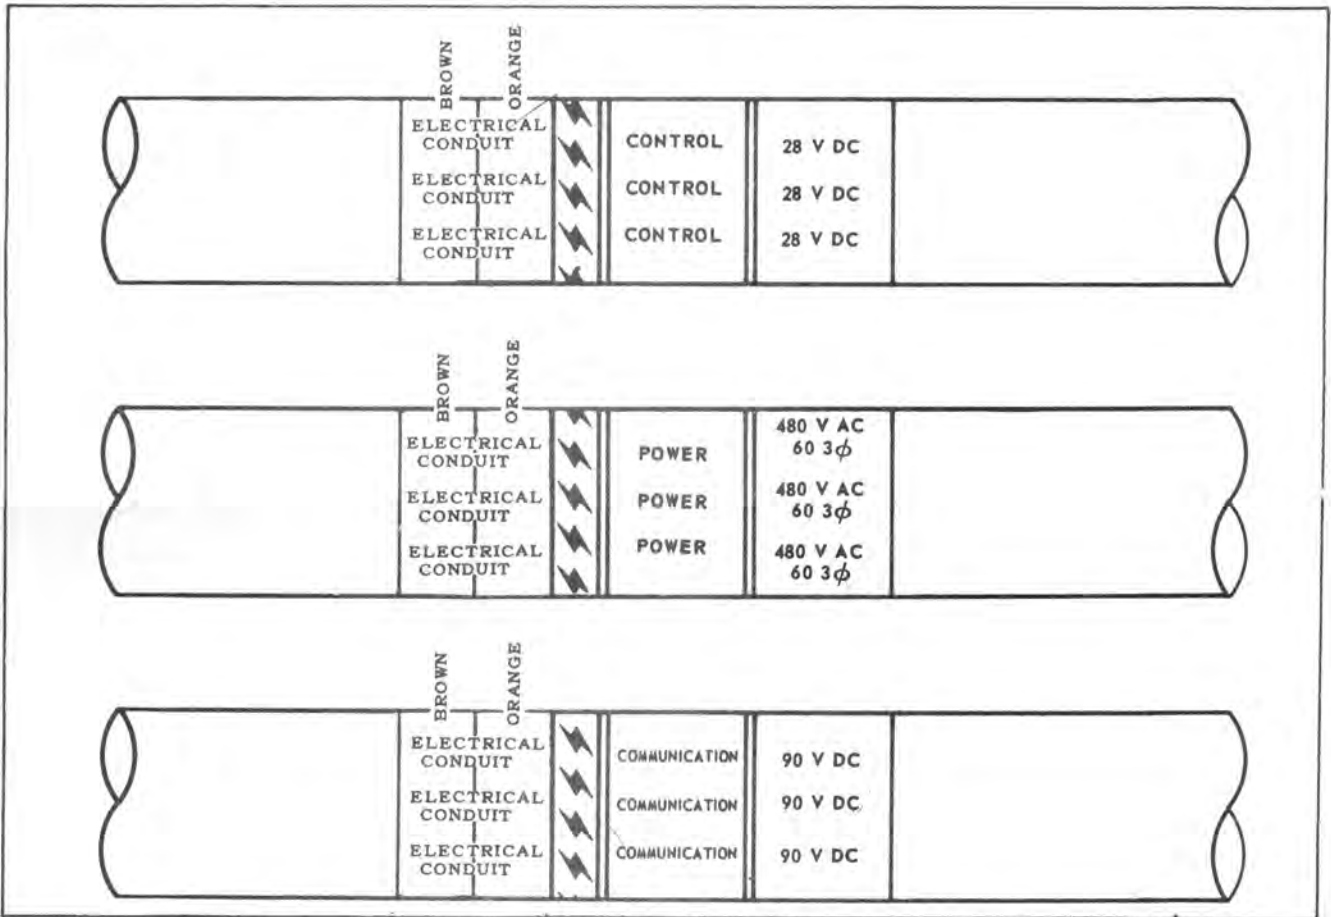 BROWN
ORANGE
ELECTRICAL
CONDUIT
ELECTRICAL
CONDUIT
ELECTRICAL
CONDUIT
CONTROL
CONTROL
CONTROL
28 V DC
28 V DC
28 V DC
BROWN
ORANGE
ELECTRICAL
CONDUIT
ELECTRICAL
CONDUIT
ELECTRICAL
CONDUIT
POWER
POWER
POWER
480 V AC
60 3ϕ
480 V AC
60 3ϕ
480 V AC
60 3ϕ
BROWN
ORANGE
ELECTRICAL
CONDUIT
ELECTRICAL
CONDUIT
ELECTRICAL
CONDUIT
COMMUNICATION
COMMUNICATION
COMMUNICATION
90 V DC
90 V DC
90 V DC